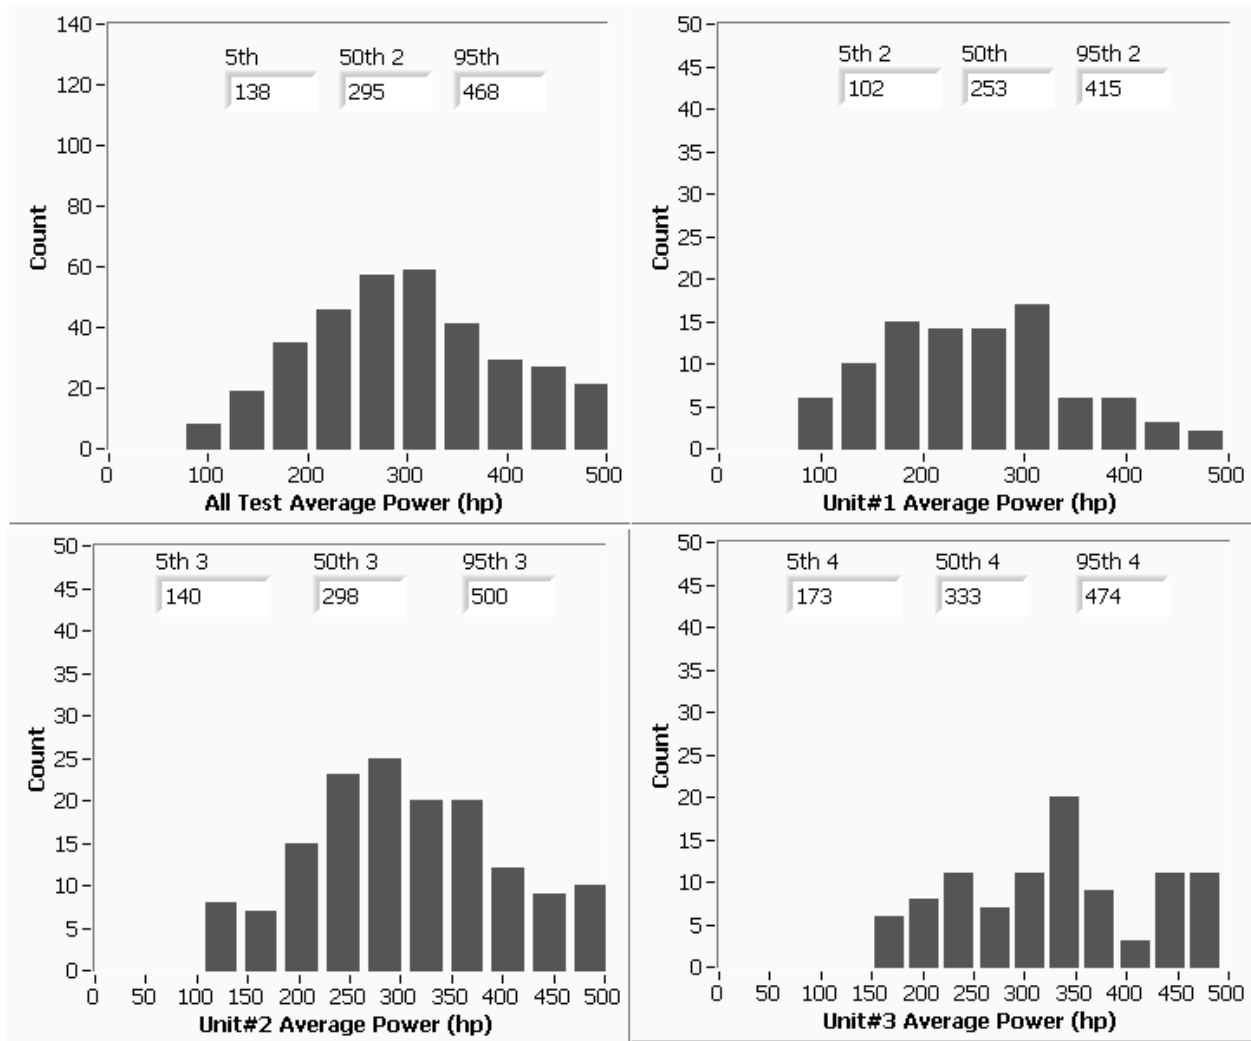 140
120
100
80
60
40
20
0
Count
5th 50th 2 95th
138 295 468
0 100 200 300 400 500
All Test Average Power (hp)
50
45
40
35
30
25
20
15
10
5
0
Count
5th 2 50th 95th 2
102 253 415
0 100 200 300 400 500
Unit#1 Average Power (hp)
50
45
40
35
30
25
20
15
10
5
0
Count
5th 3 50th 3 95th 3
140 298 500
0 50 100 150 200 250 300 350 400 450 500
Unit#2 Average Power (hp)
50
45
40
35
30
25
20
15
10
5
0
Count
5th 4 50th 4 95th 4
173 333 474
0 50 100 150 200 250 300 350 400 450 500
Unit#3 Average Power (hp)